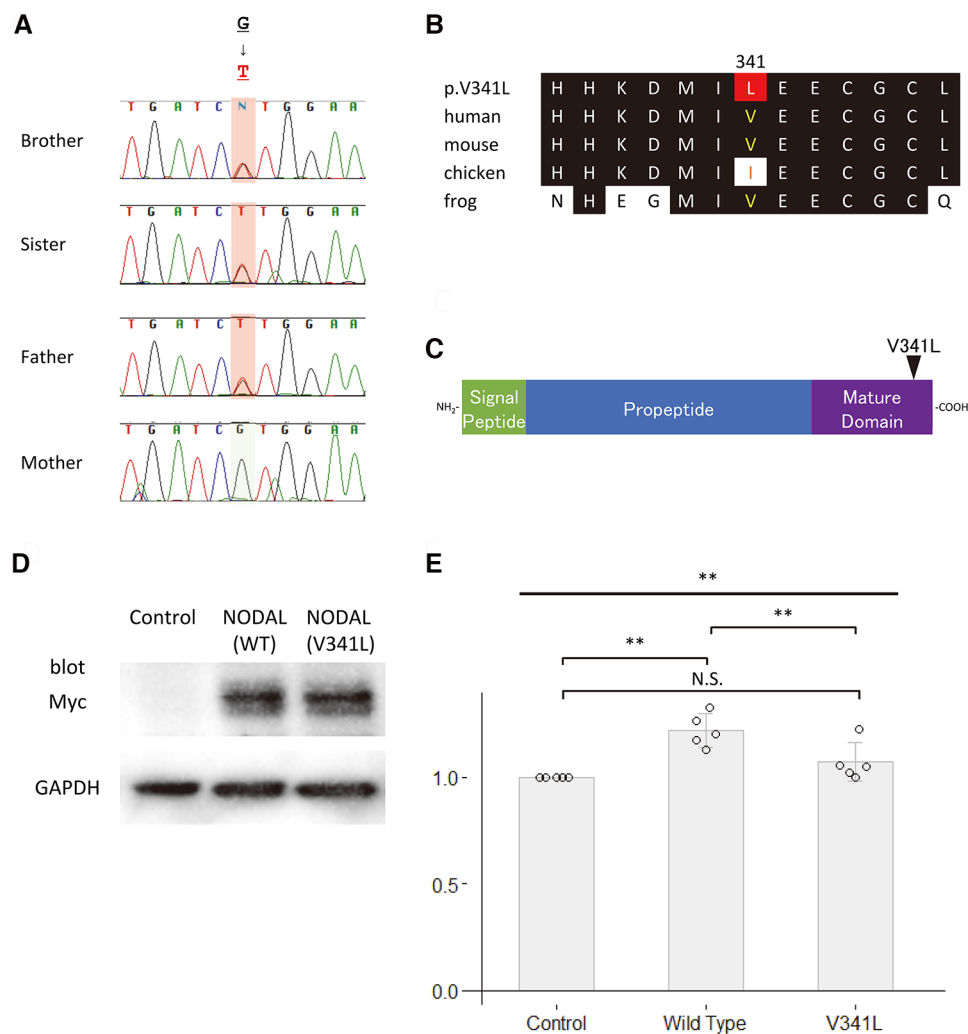 A
G
↓
T
T G A T C N T G G A A
Brother
T G A T C T T G G A A
Sister
T G A T C T T G G A A
Father
T G A T C G T G G A A
Mother
B
341
p.V341L H H K D M I L E E C G C L
human H H K D M I V E E C G C L
mouse H H K D M I V E E C G C L
chicken H H K D M I I E E C G C L
frog N H E G M I V E E C G C Q
C
V341L
NH2- Signal Peptide Propeptide Mature Domain -COOH
D
Control NODAL (WT) NODAL (V341L)
blot
Myc
GAPDH
E
**
**
**
N.S.
1.0
0.5
0.0
Control Wild Type V341L